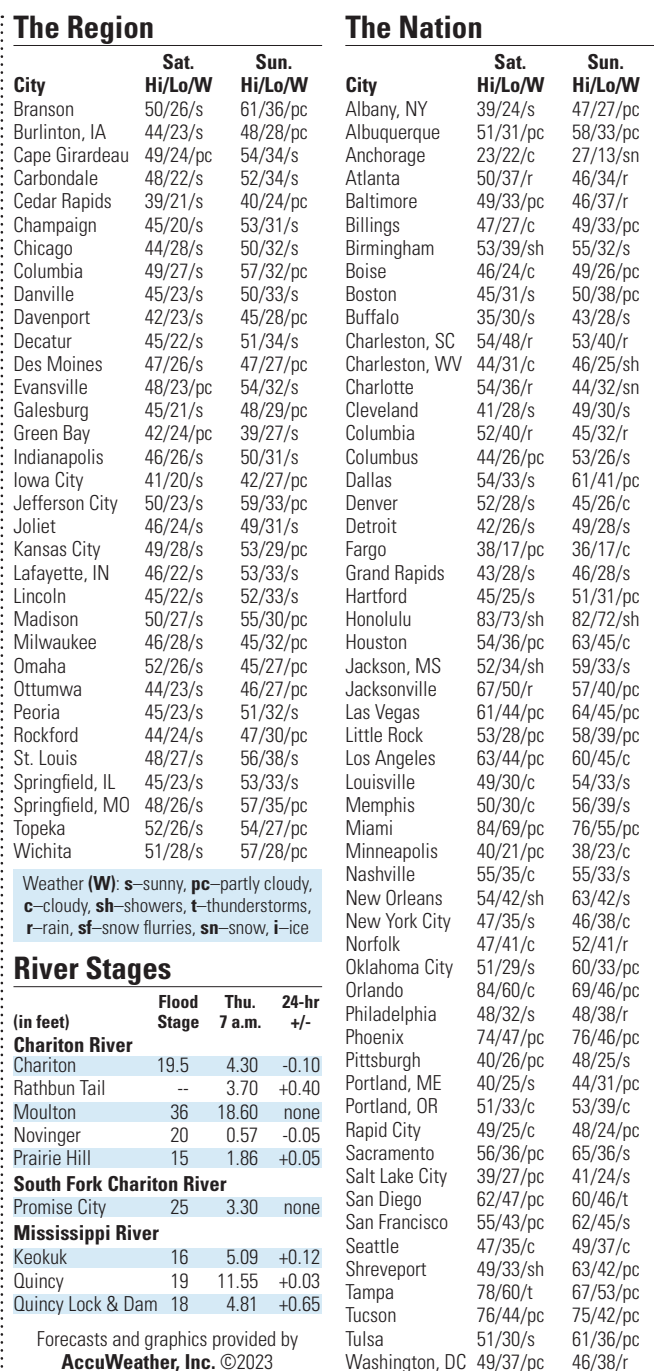 The Region
Sat. Sun.
City Hi/Lo/W Hi/Lo/W
Branson 50/26/s 61/36/pc
Burlinton, IA 44/23/s 48/28/pc
Cape Girardeau 49/24/pc 54/34/s
Carbondale 48/22/s 52/34/s
Cedar Rapids 39/21/s 40/24/pc
Champaign 45/20/s 53/31/s
Chicago 44/28/s 50/32/s
Columbia 49/27/s 57/32/pc
Danville 45/23/s 50/33/s
Davenport 42/23/s 45/28/pc
Decatur 45/22/s 51/34/s
Des Moines 47/26/s 47/27/pc
Evansville 48/23/pc 54/32/s
Galesburg 45/21/s 48/29/pc
Green Bay 42/24/pc 39/27/s
Indianapolis 46/26/s 50/31/s
Iowa City 41/20/s 42/27/pc
Jefferson City 50/23/s 59/33/pc
Joliet 46/24/s 49/31/s
Kansas City 49/28/s 53/29/pc
Lafayette, IN 46/22/s 53/33/s
Lincoln 45/22/s 52/33/s
Madison 50/27/s 55/30/pc
Milwaukee 46/28/s 45/32/pc
Omaha 52/26/s 45/27/pc
Ottumwa 44/23/s 46/27/pc
Peoria 45/23/s 51/32/s
Rockford 44/24/s 47/30/pc
St. Louis 48/27/s 56/38/s
Springfield, IL 45/23/s 53/33/s
Springfield, MO 48/26/s 57/35/pc
Topeka 52/26/s 54/27/pc
Wichita 51/28/s 57/28/pc
Weather (W): s–sunny, pc–partly cloudy,
c–cloudy, sh–showers, t–thunderstorms,
r–rain, sf–snow flurries, sn–snow, i–ice
River Stages
Flood Thu. 24-hr
(in feet) Stage 7 a.m. +/-
Chariton River
Chariton 19.5 4.30 -0.10
Rathbun Tail -- 3.70 +0.40
Moulton 36 18.60 none
Novinger 20 0.57 -0.05
Prairie Hill 15 1.86 +0.05
South Fork Chariton River
Promise City 25 3.30 none
Mississippi River
Keokuk 16 5.09 +0.12
Quincy 19 11.55 +0.03
Quincy Lock & Dam 18 4.81 +0.65
Forecasts and graphics provided by
AccuWeather, Inc. ©2023
The Nation
Sat. Sun.
City Hi/Lo/W Hi/Lo/W
Albany, NY 39/24/s 47/27/pc
Albuquerque 51/31/pc 58/33/pc
Anchorage 23/22/c 27/13/sn
Atlanta 50/37/r 46/34/r
Baltimore 49/33/pc 46/37/r
Billings 47/27/c 49/33/pc
Birmingham 53/39/sh 55/32/s
Boise 46/24/c 49/26/pc
Boston 45/31/s 50/38/pc
Buffalo 35/30/s 43/28/s
Charleston, SC 54/48/r 53/40/r
Charleston, WV 44/31/c 46/25/sh
Charlotte 54/36/r 44/32/sn
Cleveland 41/28/s 49/30/s
Columbia 52/40/r 45/32/r
Columbus 44/26/pc 53/26/s
Dallas 54/33/s 61/41/pc
Denver 52/28/s 45/26/c
Detroit 42/26/s 49/28/s
Fargo 38/17/pc 36/17/c
Grand Rapids 43/28/s 46/28/s
Hartford 45/25/s 51/31/pc
Honolulu 83/73/sh 82/72/sh
Houston 54/36/pc 63/45/c
Jackson, MS 52/34/sh 59/33/s
Jacksonville 67/50/r 57/40/pc
Las Vegas 61/44/pc 64/45/pc
Little Rock 53/28/pc 58/39/pc
Los Angeles 63/44/pc 60/45/c
Louisville 49/30/c 54/33/s
Memphis 50/30/c 56/39/s
Miami 84/69/pc 76/55/pc
Minneapolis 40/21/pc 38/23/c
Nashville 55/35/c 55/33/s
New Orleans 54/42/sh 63/42/s
New York City 47/35/s 46/38/c
Norfolk 47/41/c 52/41/r
Oklahoma City 51/29/s 60/33/pc
Orlando 84/60/c 69/46/pc
Philadelphia 48/32/s 48/38/r
Phoenix 74/47/pc 76/46/pc
Pittsburgh 40/26/pc 48/25/s
Portland, ME 40/25/s 44/31/pc
Portland, OR 51/33/c 53/39/c
Rapid City 49/25/c 48/24/pc
Sacramento 56/36/pc 65/36/s
Salt Lake City 39/27/pc 41/24/s
San Diego 62/47/pc 60/46/t
San Francisco 55/43/pc 62/45/s
Seattle 47/35/c 49/37/c
Shreveport 49/33/sh 63/42/pc
Tampa 78/60/t 67/53/pc
Tucson 76/44/pc 75/42/pc
Tulsa 51/30/s 61/36/pc
Washington, DC 49/37/pc 46/38/r